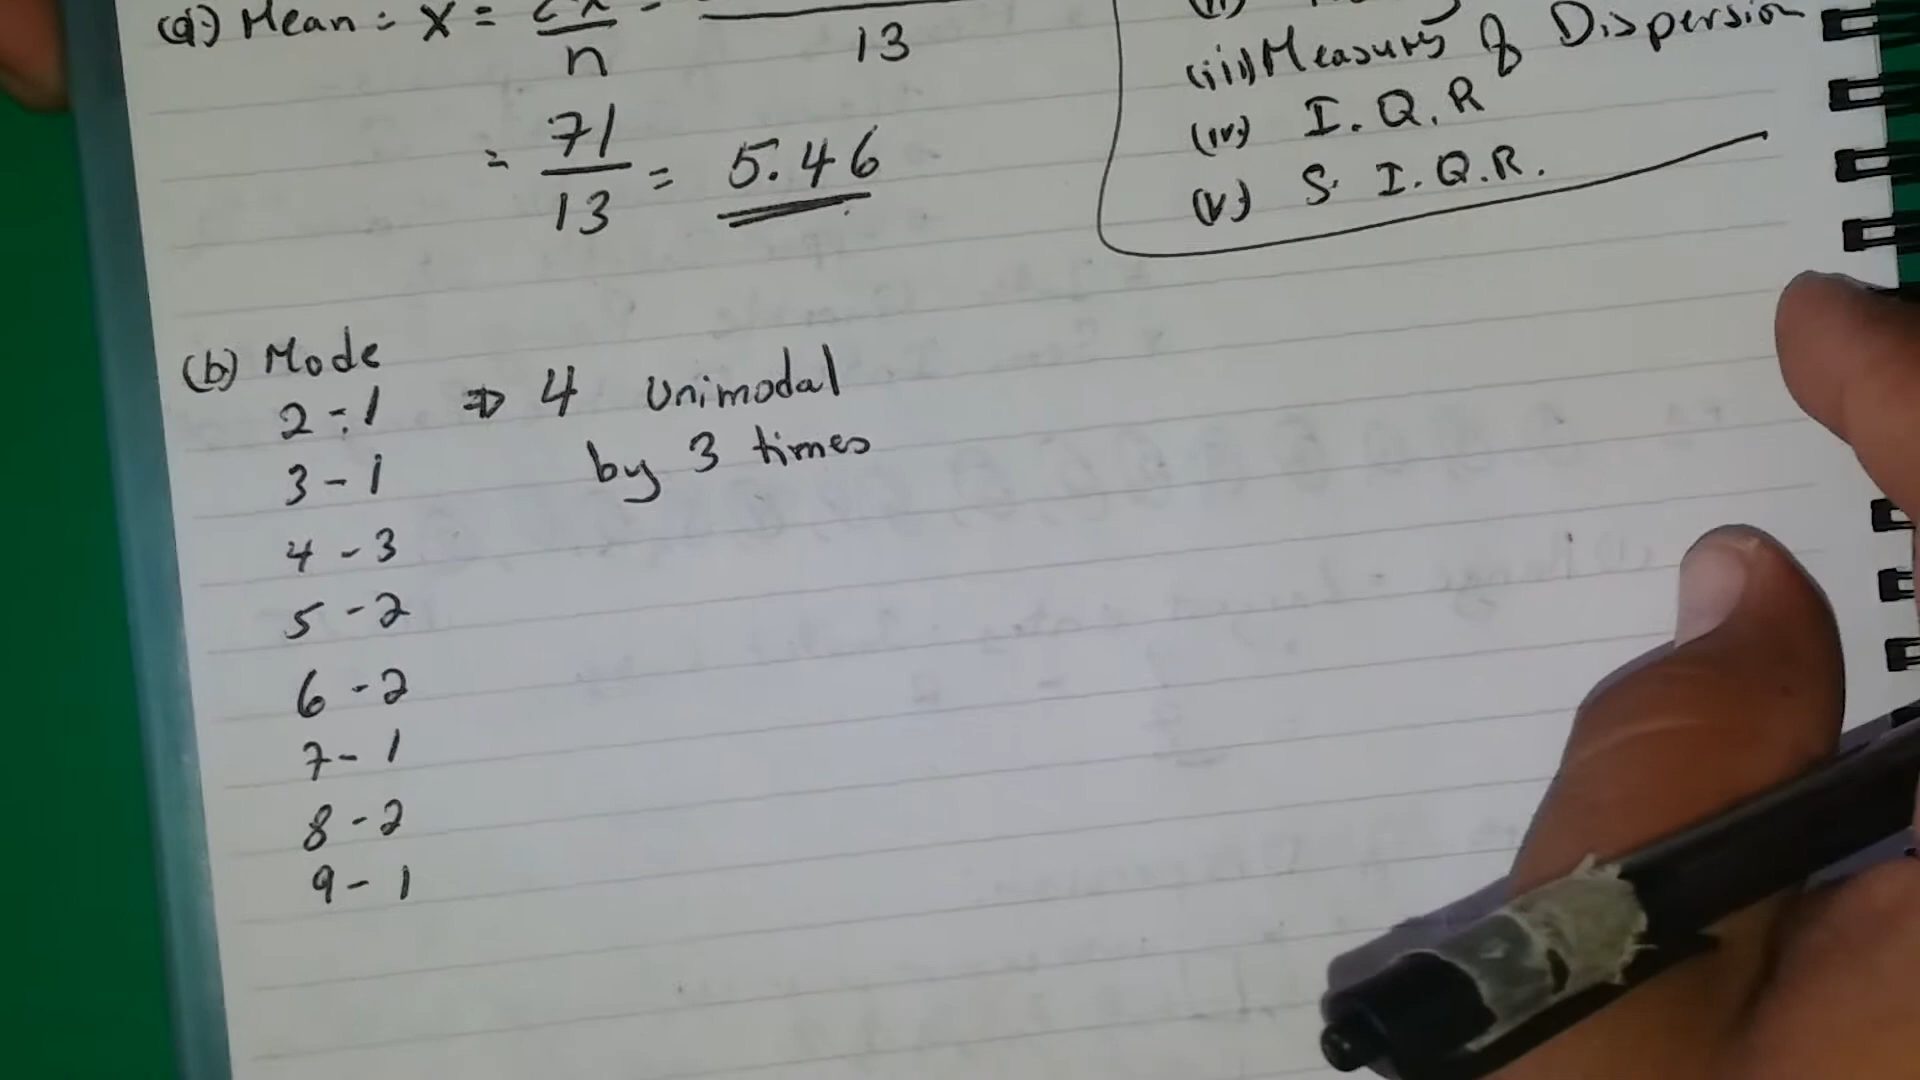 (a) Mean = x = Σx / n =
13
= 71 / 13 = 5.46
(iii) Measures of Dispersion
(iv) I.Q.R
(v) S. I.Q.R.
(b) Mode
2 - 1 ⇒ 4 Unimodal
3 - 1 by 3 times
4 - 3
5 - 2
6 - 2
7 - 1
8 - 2
9 - 1